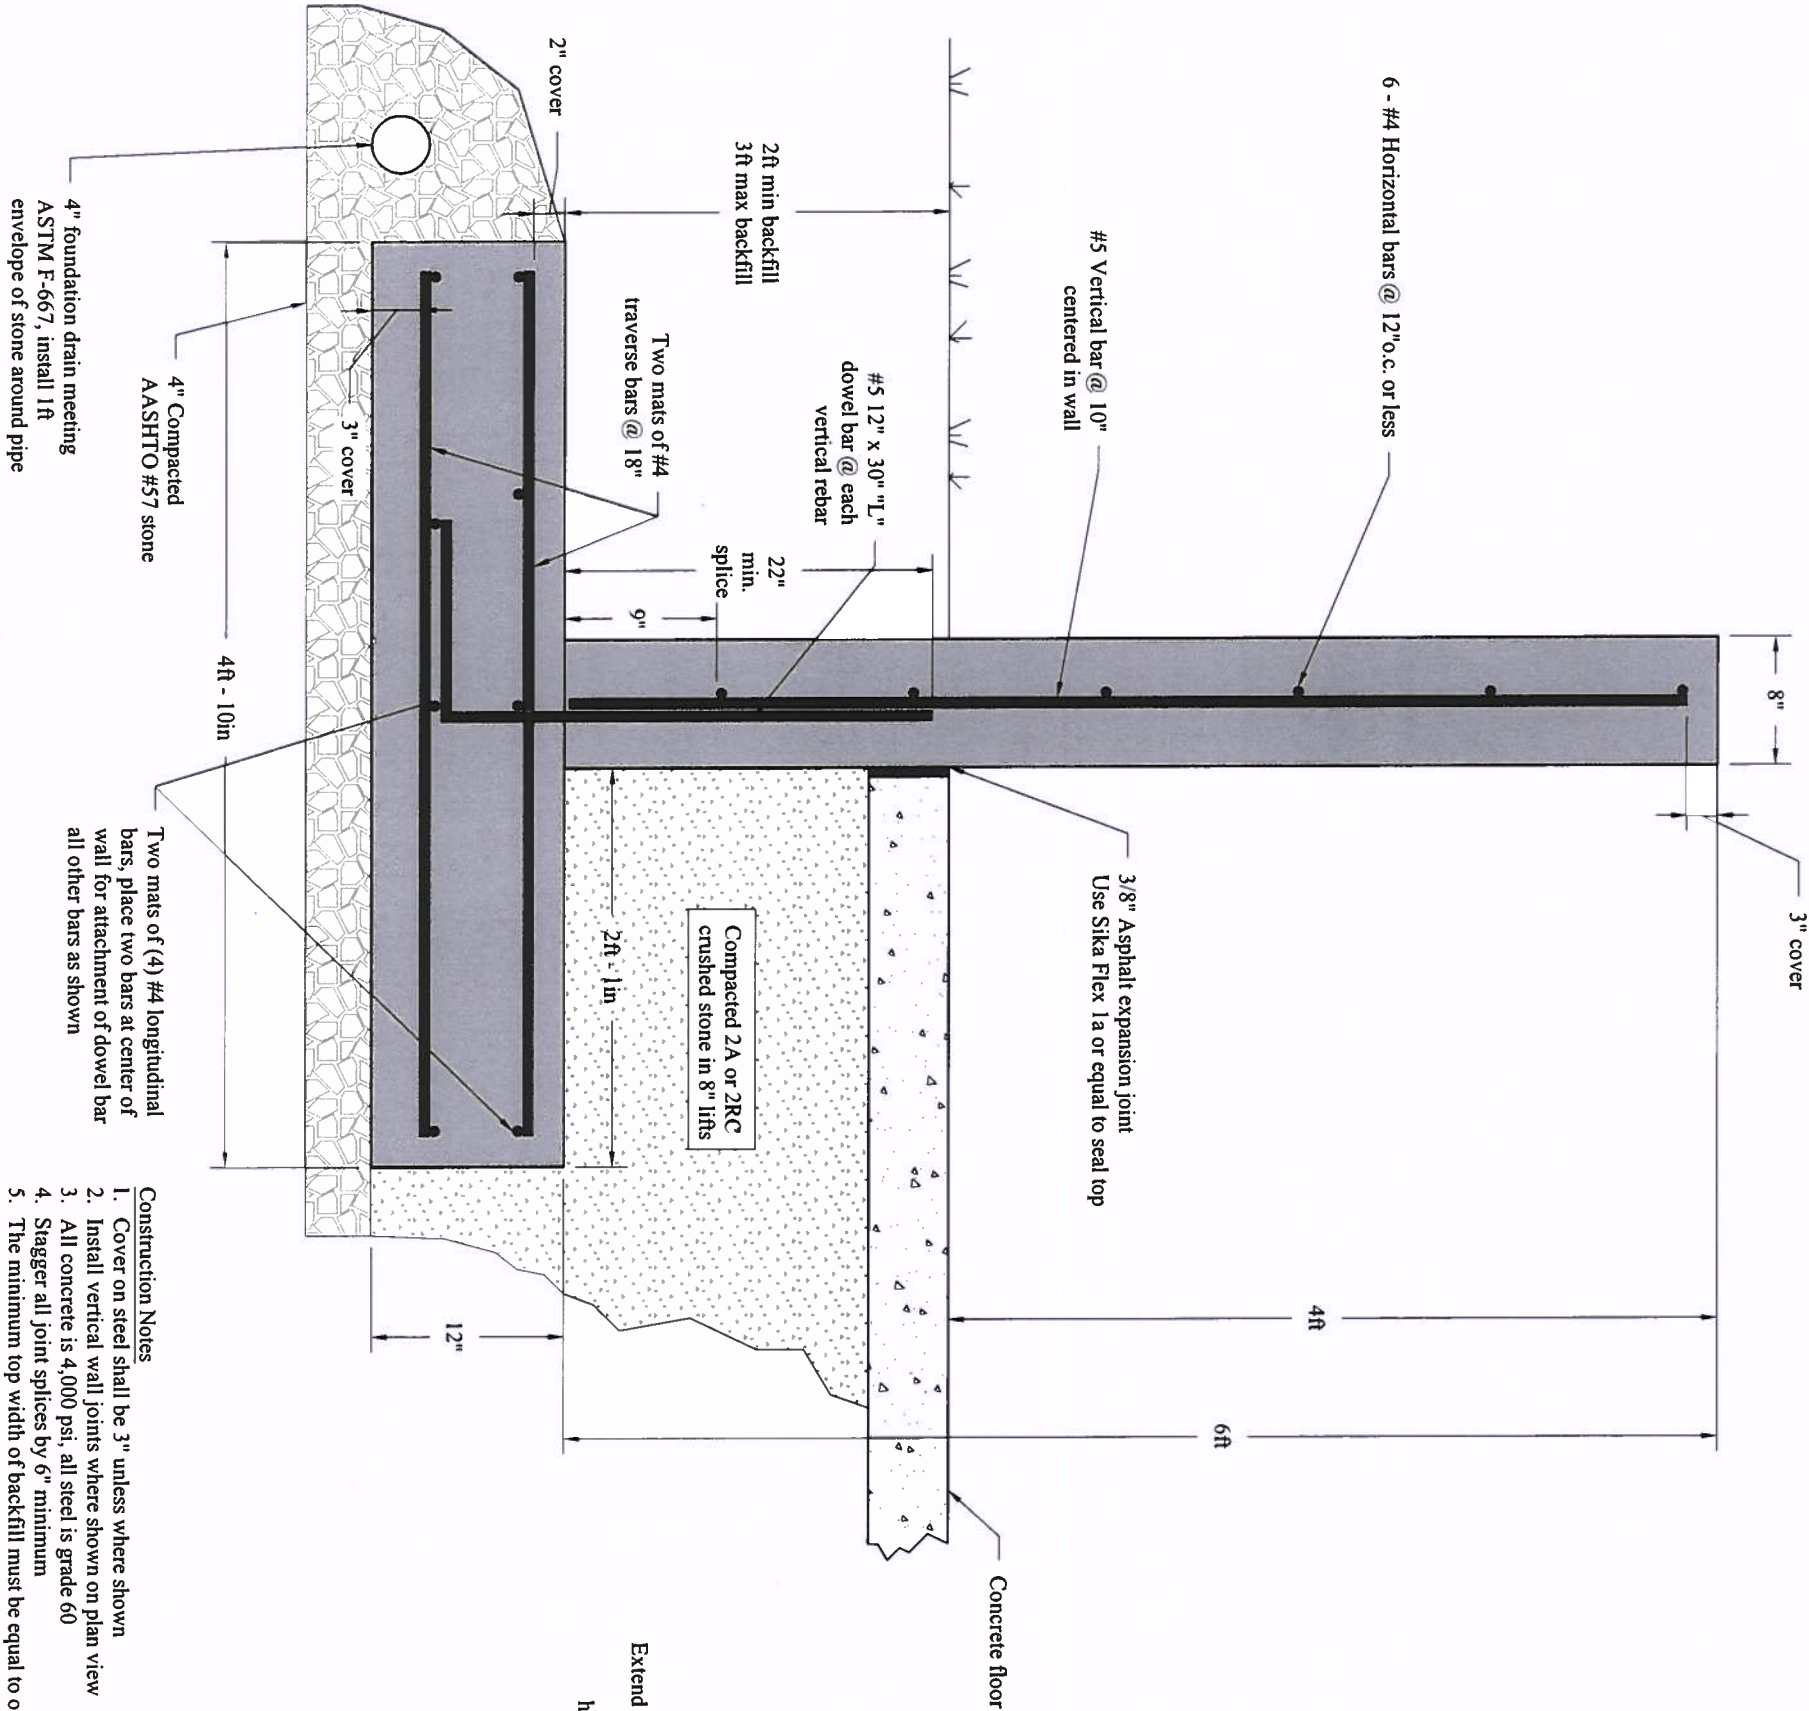 8"
3" cover
6 - #4 Horizontal bars @ 12"o.c. or less
#5 Vertical bar @ 10"
centered in wall
3/8" Asphalt expansion joint
Use Sika Flex 1a or equal to seal top
4ft
6ft
Concrete floor
2ft min backfill
3ft max backfill
#5 12" x 30" "L"
dowel bar @ each
vertical rebar
22"
min.
splice
9"
Compacted 2A or 2RC
crushed stone in 8" lifts
2ft - 1in
Two mats of #4
traverse bars @ 18"
2" cover
3" cover
12"
Extend
h
4ft - 10in
4" Compacted
AASHTO #57 stone
4" foundation drain meeting
ASTM F-667, install 1ft
envelope of stone around pipe
Two mats of (4) #4 longitudinal
bars, place two bars at center of
wall for attachment of dowel bar
all other bars as shown
Construction Notes
1. Cover on steel shall be 3" unless where shown
2. Install vertical wall joints where shown on plan view
3. All concrete is 4,000 psi, all steel is grade 60
4. Stagger all joint splices by 6" minimum
5. The minimum top width of backfill must be equal to o